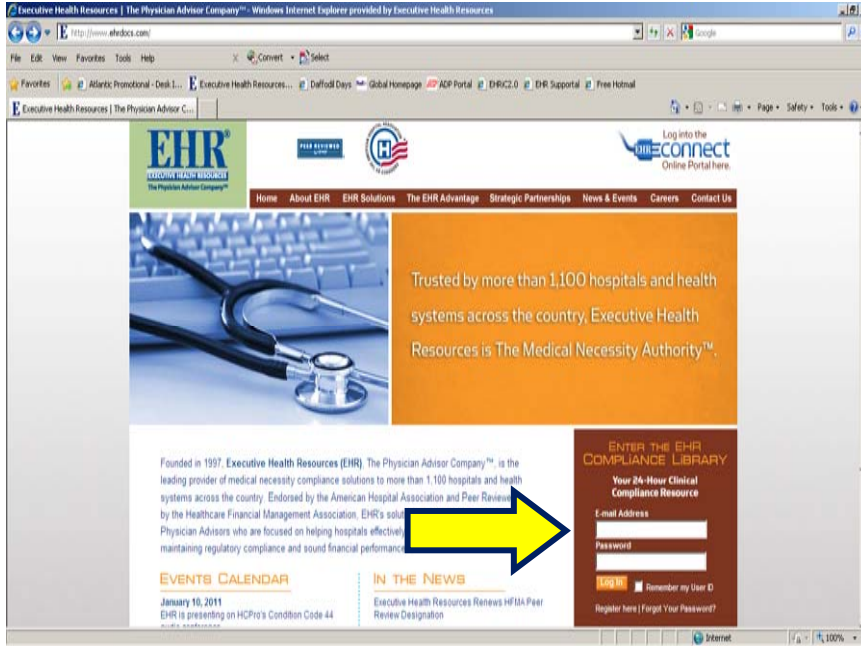 Executive Health Resources | The Physician Advisor Company™ - Windows Internet Explorer provided by Executive Health Resources
E http://www.ehrdocs.com/
Google
File Edit View Favorites Tools Help
X Convert Select
Favorites Atlantic Promotional - Desk 1... Executive Health Resources... Daffodil Days Global Homepage ADP Portal EHRiC2.0 EHR Supportal Free Hotmail
Executive Health Resources | The Physician Advisor C...
Page Safety Tools
EHR®
EXECUTIVE HEALTH RESOURCES
The Physician Advisor Company™
PEER REVIEWED
H
Log into the
EHR CONNECT
Online Portal here.
Home About EHR EHR Solutions The EHR Advantage Strategic Partnerships News & Events Careers Contact Us
Trusted by more than 1,100 hospitals and health
systems across the country, Executive Health
Resources is The Medical Necessity Authority™.
Founded in 1997, Executive Health Resources (EHR), The Physician Advisor Company™, is the
leading provider of medical necessity compliance solutions to more than 1,100 hospitals and health
systems across the country. Endorsed by the American Hospital Association and Peer Reviewe
by the Healthcare Financial Management Association, EHR's solut
Physician Advisors who are focused on helping hospitals effectively
maintaining regulatory compliance and sound financial performance
EVENTS CALENDAR
January 10, 2011
EHR is presenting on HCPro's Condition Code 44
audio conference
IN THE NEWS
Executive Health Resources Renews HFMA Peer
Review Designation
ENTER THE EHR
COMPLIANCE LIBRARY
Your 24-Hour Clinical
Compliance Resource
E-mail Address
Password
Log In Remember my User ID
Register here | Forgot Your Password?
Internet 100%